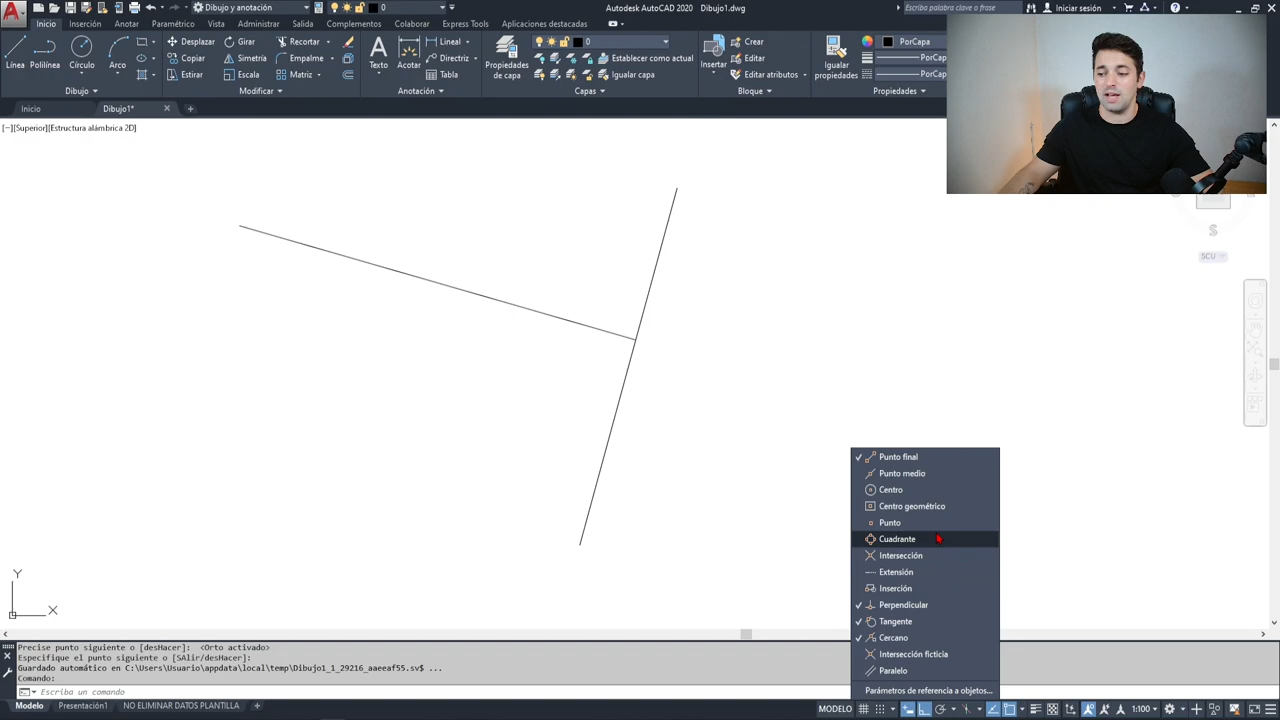 Dibujo y anotación
0
Autodesk AutoCAD 2020 Dibujo1.dwg
Escriba palabra clave o frase
Iniciar sesión
Inicio Inserción Anotar Paramétrico Vista Administrar Salida Complementos Colaborar Express Tools Aplicaciones destacadas
Línea Polilínea Círculo Arco
Desplazar Girar Recortar
Copiar Simetría Empalme
Estirar Escala Matriz
Texto Acotar
Lineal
Directriz
Tabla
Propiedades
de capa
0
Establecer como actual
Igualar capa
Insertar
Crear
Editar
Editar atributos
Igualar
propiedades
PorCapa
PorCap
PorCap
Dibujo Modificar Anotación Capas Bloque Propiedades
Inicio Dibujo1* +
[−][Superior][Estructura alámbrica 2D]
S
SCU
Punto final
Punto medio
Centro
Centro geométrico
Punto
Cuadrante
Intersección
Extensión
Inserción
Perpendicular
Tangente
Cercano
Intersección ficticia
Paralelo
Parámetros de referencia a objetos...
Y
X
Precise punto siguiente o [desHacer]: <Orto activado>
Especifique el punto siguiente o [SAlir/desHacer]:
Guardado automático en C:\Users\Usuario\appdata\local\temp\Dibujo1_1_29216_aaeeaf55.sv$ ...
Comando:
Escriba un comando
Modelo Presentación1 NO ELIMINAR DATOS PLANTILLA +
MODELO
1:100